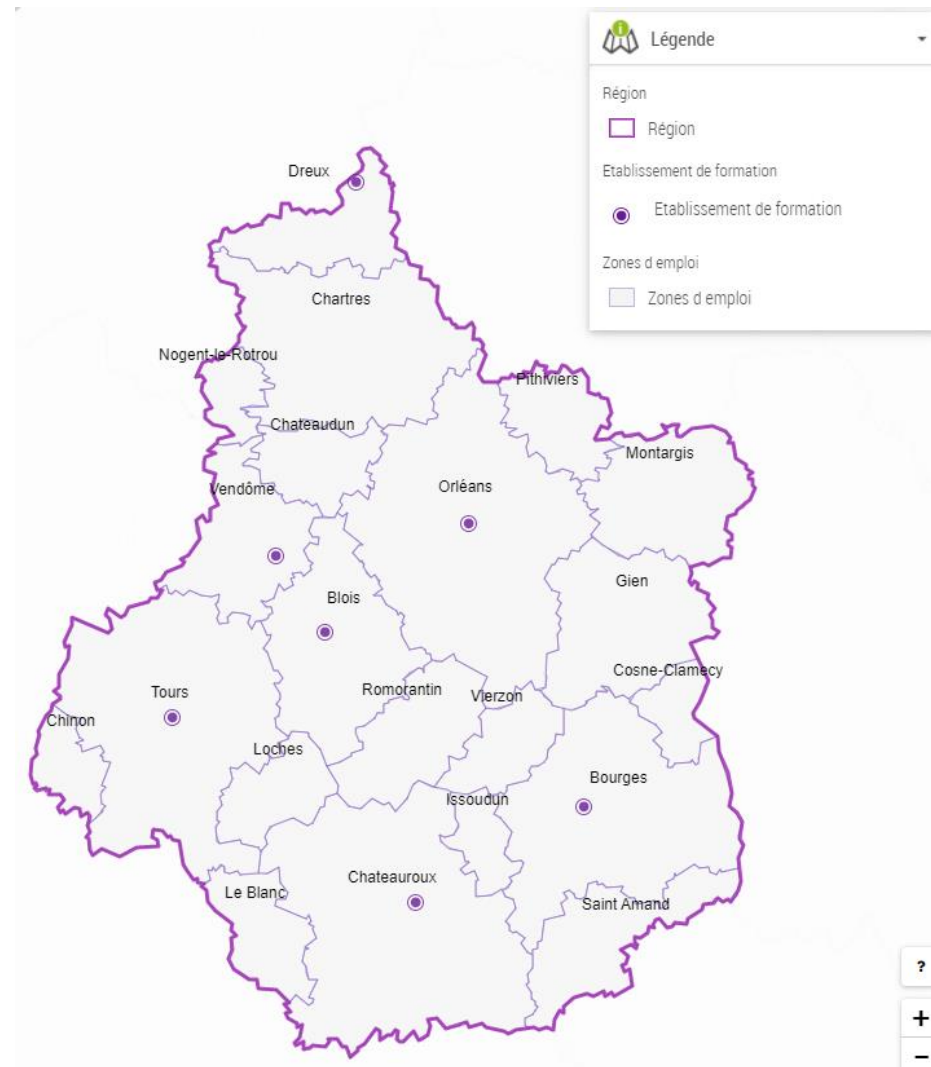 Légende
Région
Région
Etablissement de formation
Etablissement de formation
Zones d emploi
Zones d emploi
Dreux
Chartres
Nogent-le-Rotrou
Pithiviers
Chateaudun
Montargis
Vendôme
Orléans
Gien
Blois
Cosne-Clamecy
Tours
Romorantin
Vierzon
Chinon
Loches
Bourges
Issoudun
Chateauroux
Le Blanc
Saint Amand
?
+
−